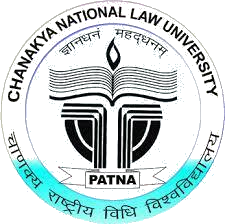 CHANAKYA NATIONAL LAW UNIVERSITY
ज्ञानधनं महद्धनम्
PATNA
चाणक्य राष्ट्रीय विधि विश्वविद्यालय